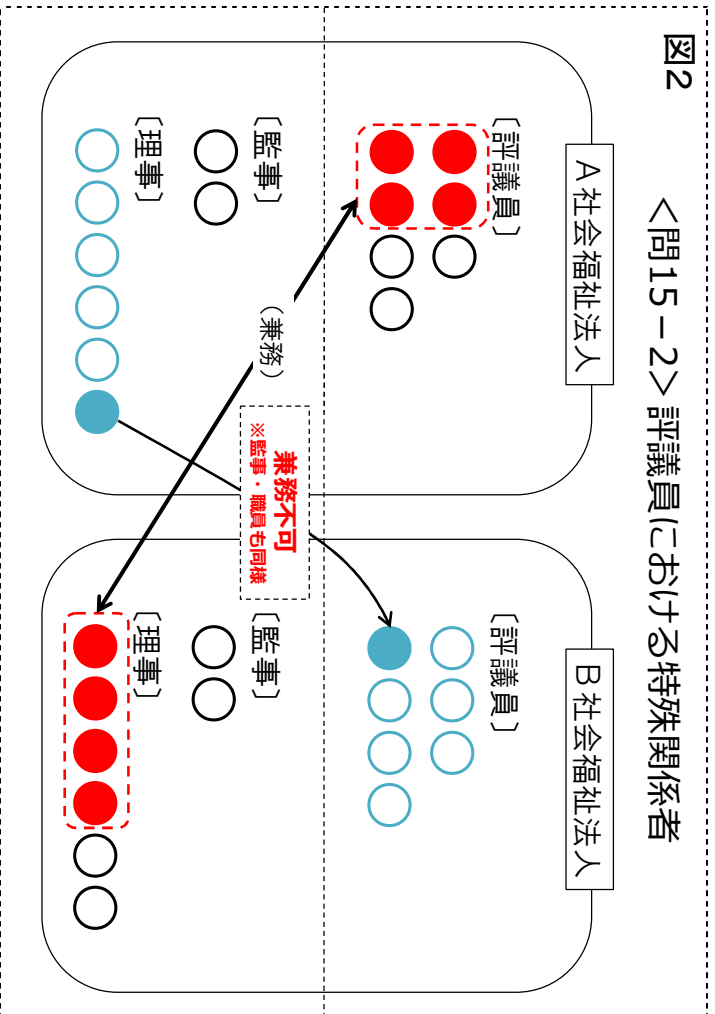 図2
＜問15－2＞評議員における特殊関係者
A社会福祉法人
〔評議員〕
〔監事〕
〔理事〕
（兼務）
兼務不可
※監事・職員も同様
B社会福祉法人
〔評議員〕
〔監事〕
〔理事〕